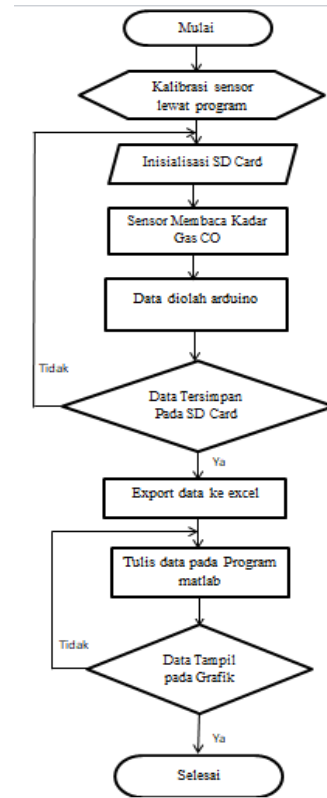 Mulai
Kalibrasi sensor
lewat program
Inisialisasi SD Card
Sensor Membaca Kadar
Gas CO
Data diolah arduino
Tidak
Data Tersimpan
Pada SD Card
Ya
Export data ke excel
Tulis data pada Program
matlab
Tidak
Data Tampil
pada Grafik
Ya
Selesai